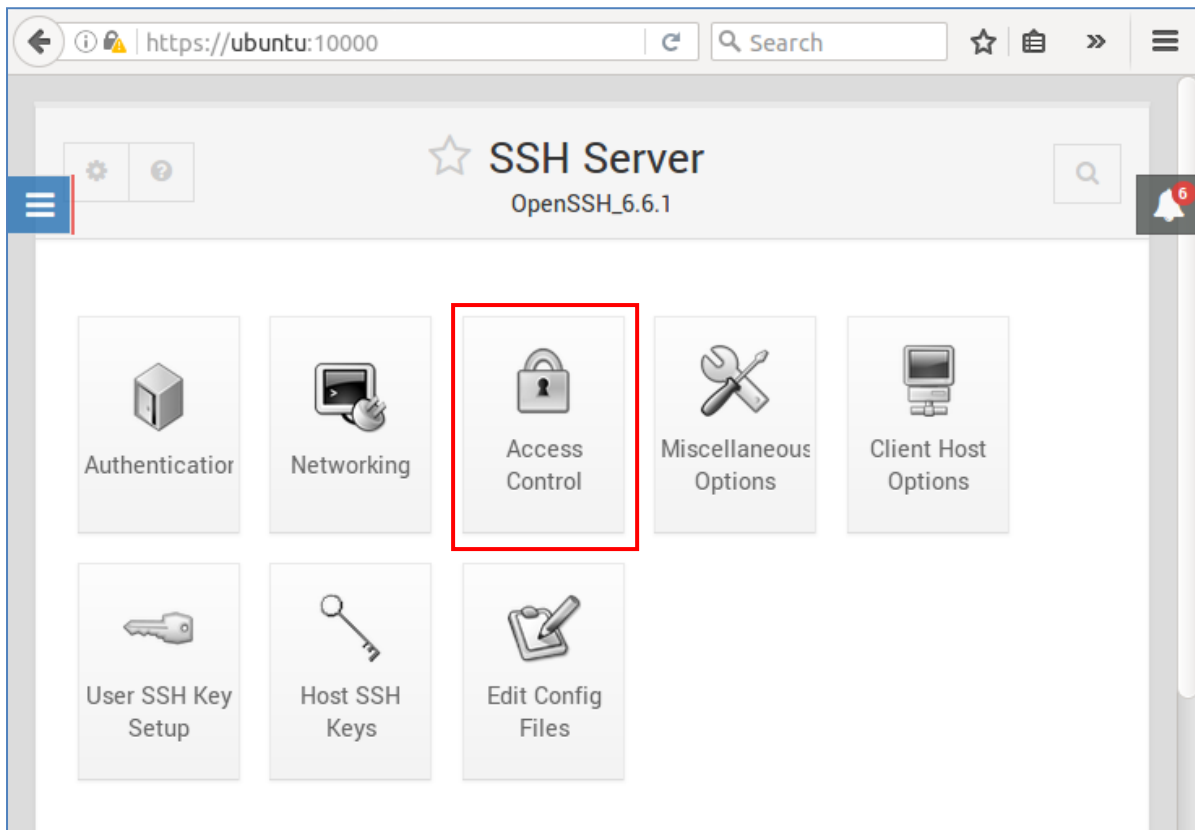 https://ubuntu:10000
Search
SSH Server
OpenSSH_6.6.1
6
Authentication
Networking
Access
Control
Miscellaneous
Options
Client Host
Options
User SSH Key
Setup
Host SSH
Keys
Edit Config
Files